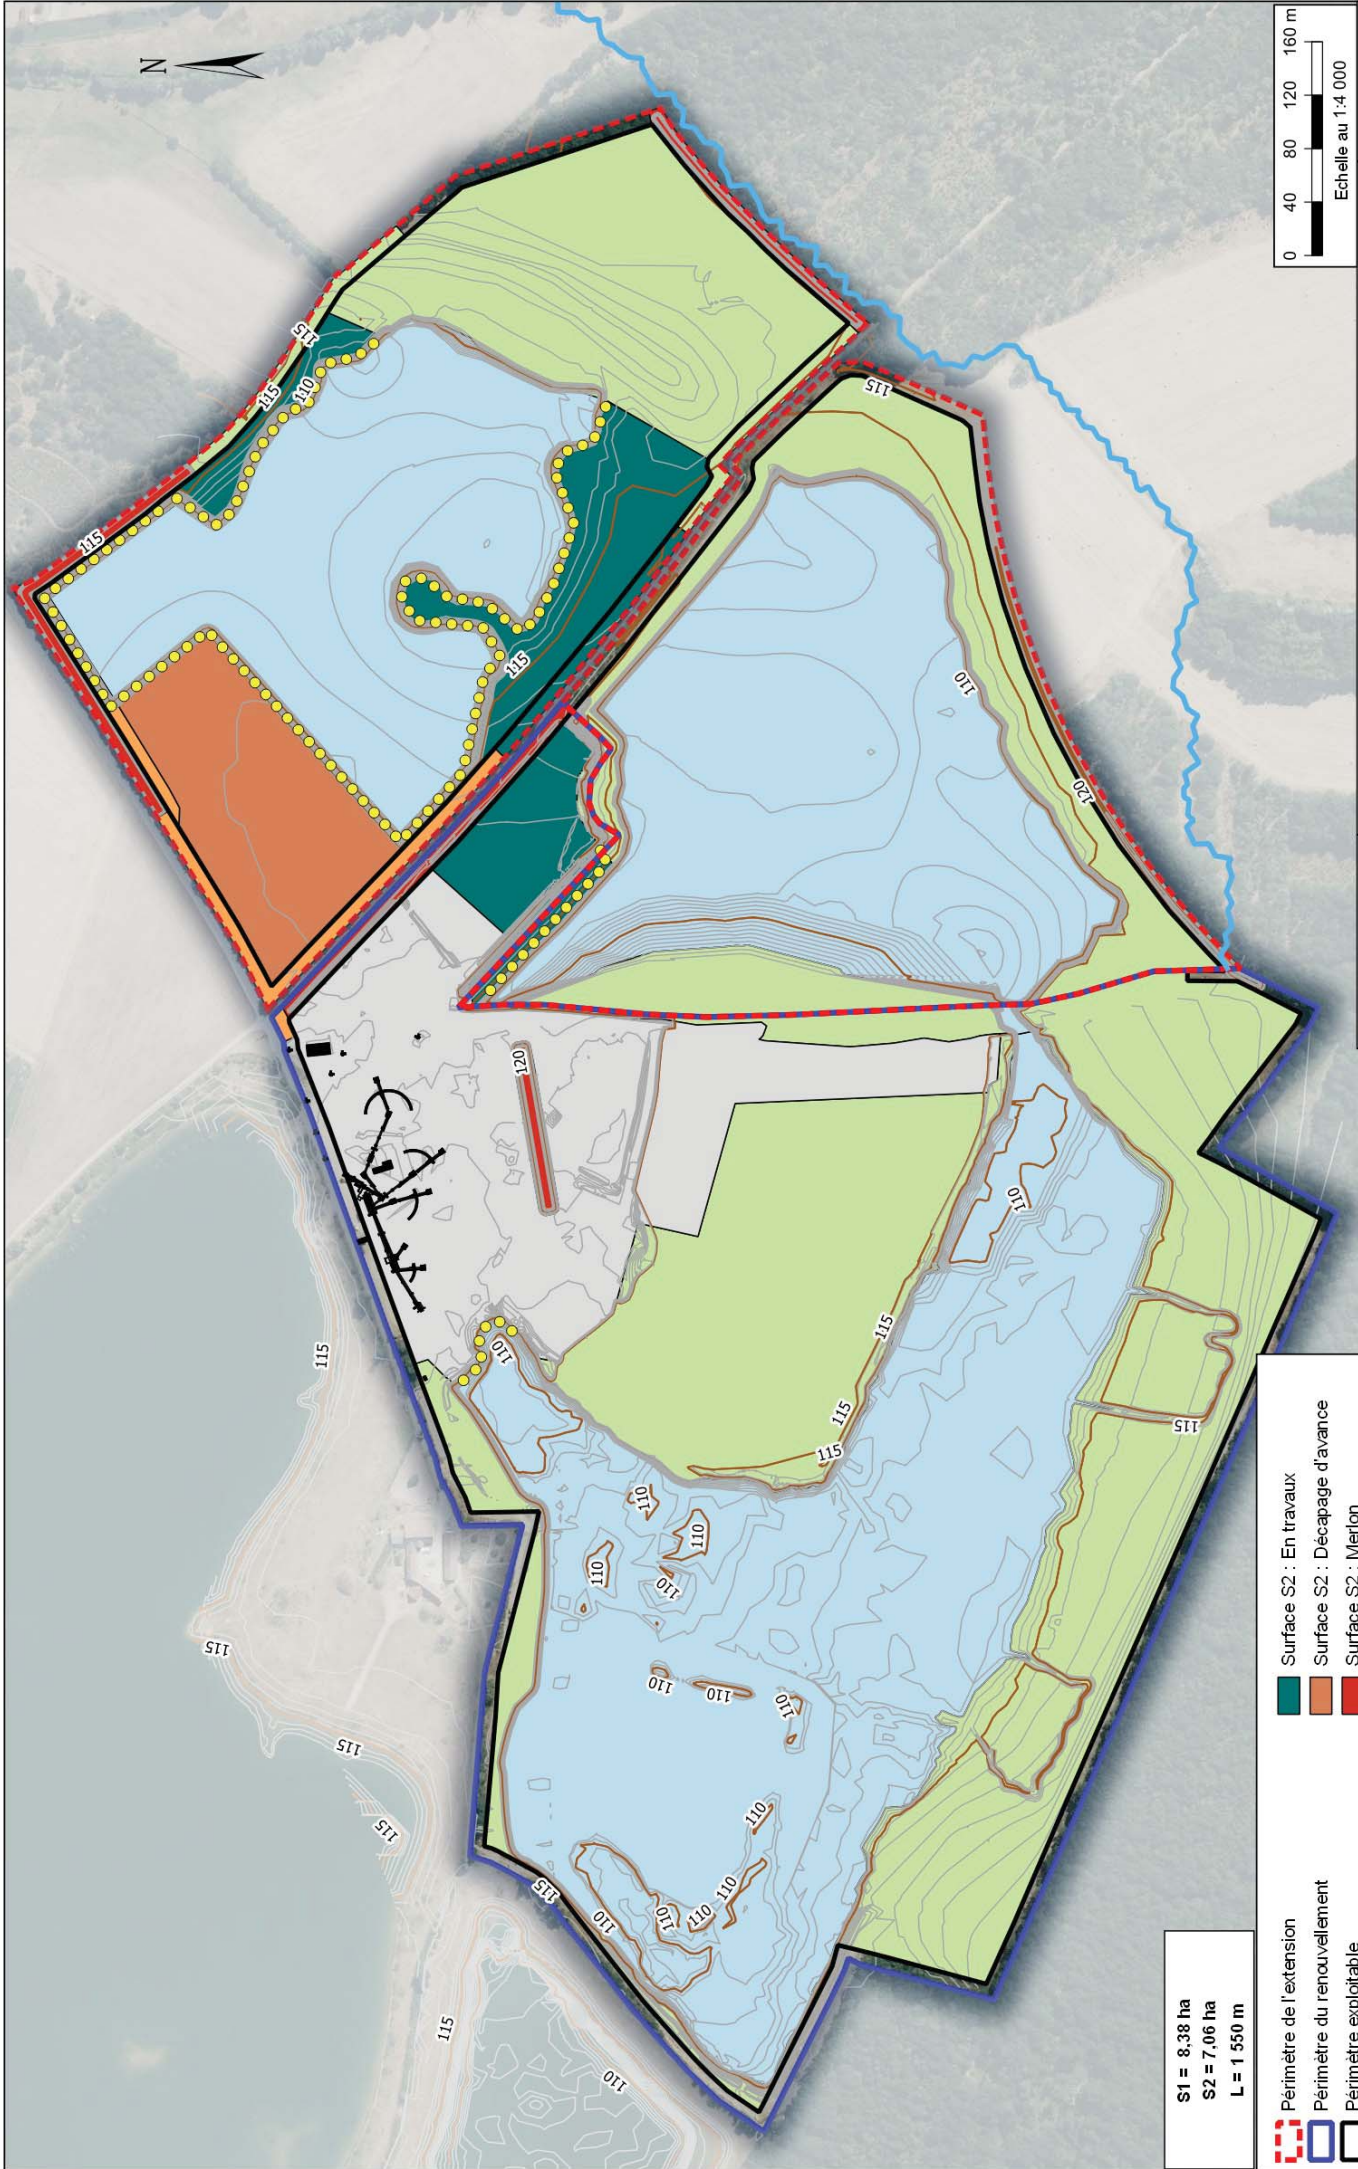 N
0 40 80 120 160 m
Echelle au 1:4 000
115
115
110
115
115
115
110
120
120
110
110
115
115
115
115
110
110
110
110
110
110
110
110
110
110
110
110
115
115
115
115
115
115
110
S1 = 8,38 ha
S2 = 7,06 ha
L = 1 550 m
Périmètre de l'extension
Périmètre du renouvellement
Périmètre exploitable
Surface S2 : En travaux
Surface S2 : Décapage d'avance
Surface S2 : Merlon